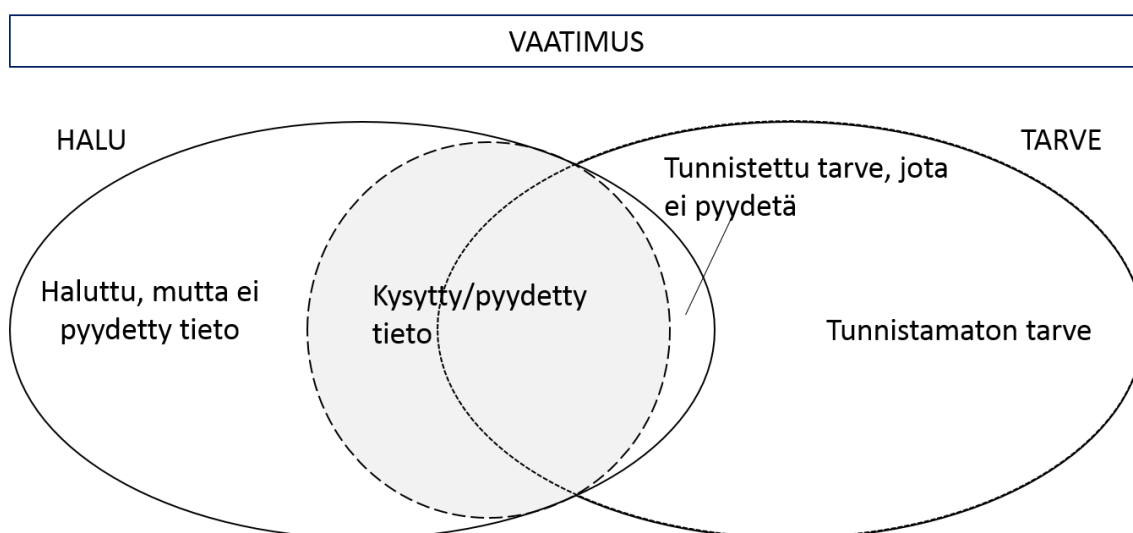 VAATIMUS
HALU
TARVE
Tunnistettu tarve, jota
ei pyydetä
Haluttu, mutta ei
pyydetty tieto
Kysytty/pyydetty
tieto
Tunnistamaton tarve